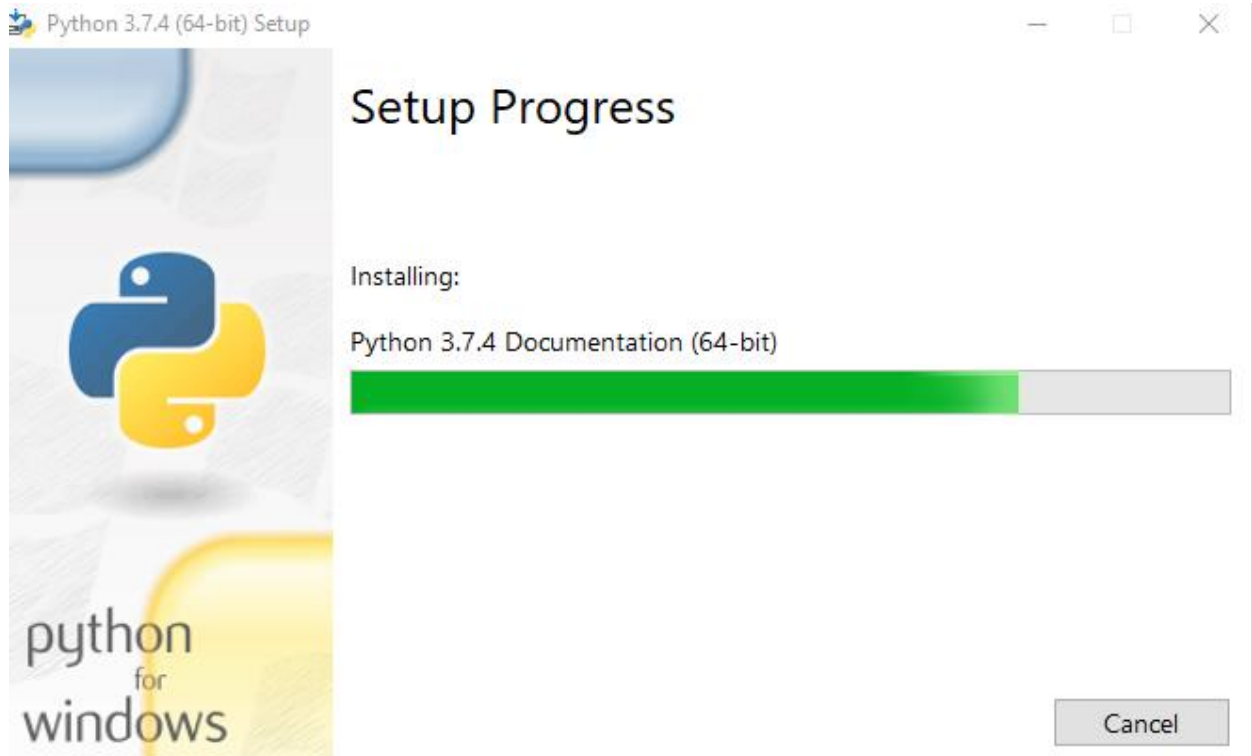 Python 3.7.4 (64-bit) Setup
Setup Progress
Installing:
Python 3.7.4 Documentation (64-bit)
python
for
windows
Cancel